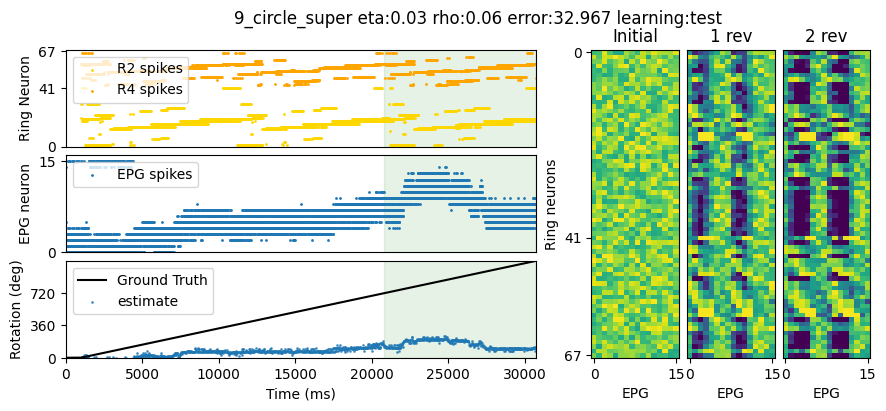 9_circle_super eta:0.03 rho:0.06 error:32.967 learning:test
Initial
1 rev
2 rev
67
41
0
Ring Neuron
R2 spikes
R4 spikes
15
0
EPG neuron
EPG spikes
720
360
0
Rotation (deg)
Ground Truth
estimate
0
5000
10000
15000
20000
25000
30000
Time (ms)
0
41
67
Ring neurons
0
15
EPG
0
15
EPG
0
15
EPG